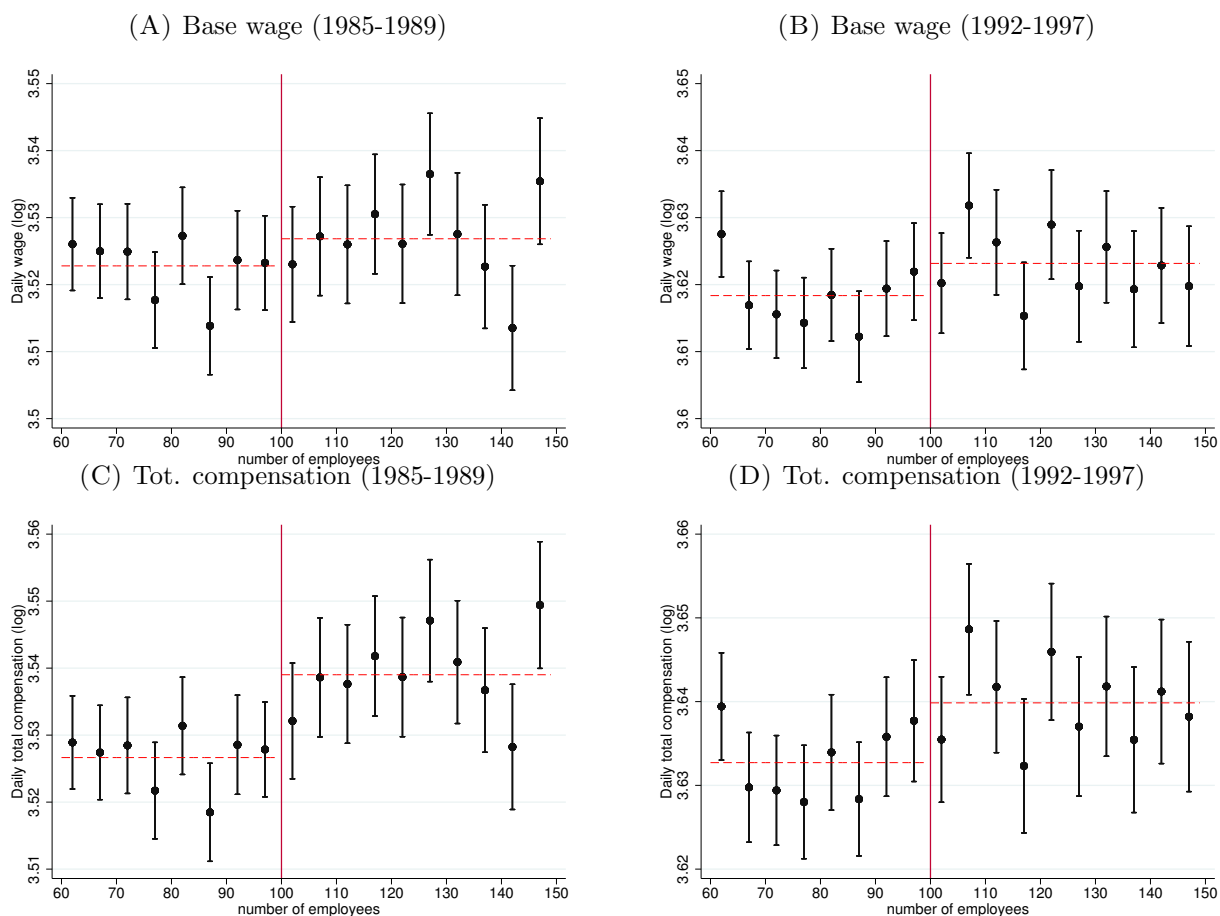 (A) Base wage (1985-1989)
Daily wage (log)
3.55
3.54
3.53
3.52
3.51
3.5
60 70 80 90 100 110 120 130 140 150
number of employees
(B) Base wage (1992-1997)
Daily wage (log)
3.65
3.64
3.63
3.62
3.61
3.6
60 70 80 90 100 110 120 130 140 150
number of employees
(C) Tot. compensation (1985-1989)
Daily total compensation (log)
3.56
3.55
3.54
3.53
3.52
3.51
60 70 80 90 100 110 120 130 140 150
number of employees
(D) Tot. compensation (1992-1997)
Daily total compensation (log)
3.66
3.65
3.64
3.63
3.62
60 70 80 90 100 110 120 130 140 150
number of employees